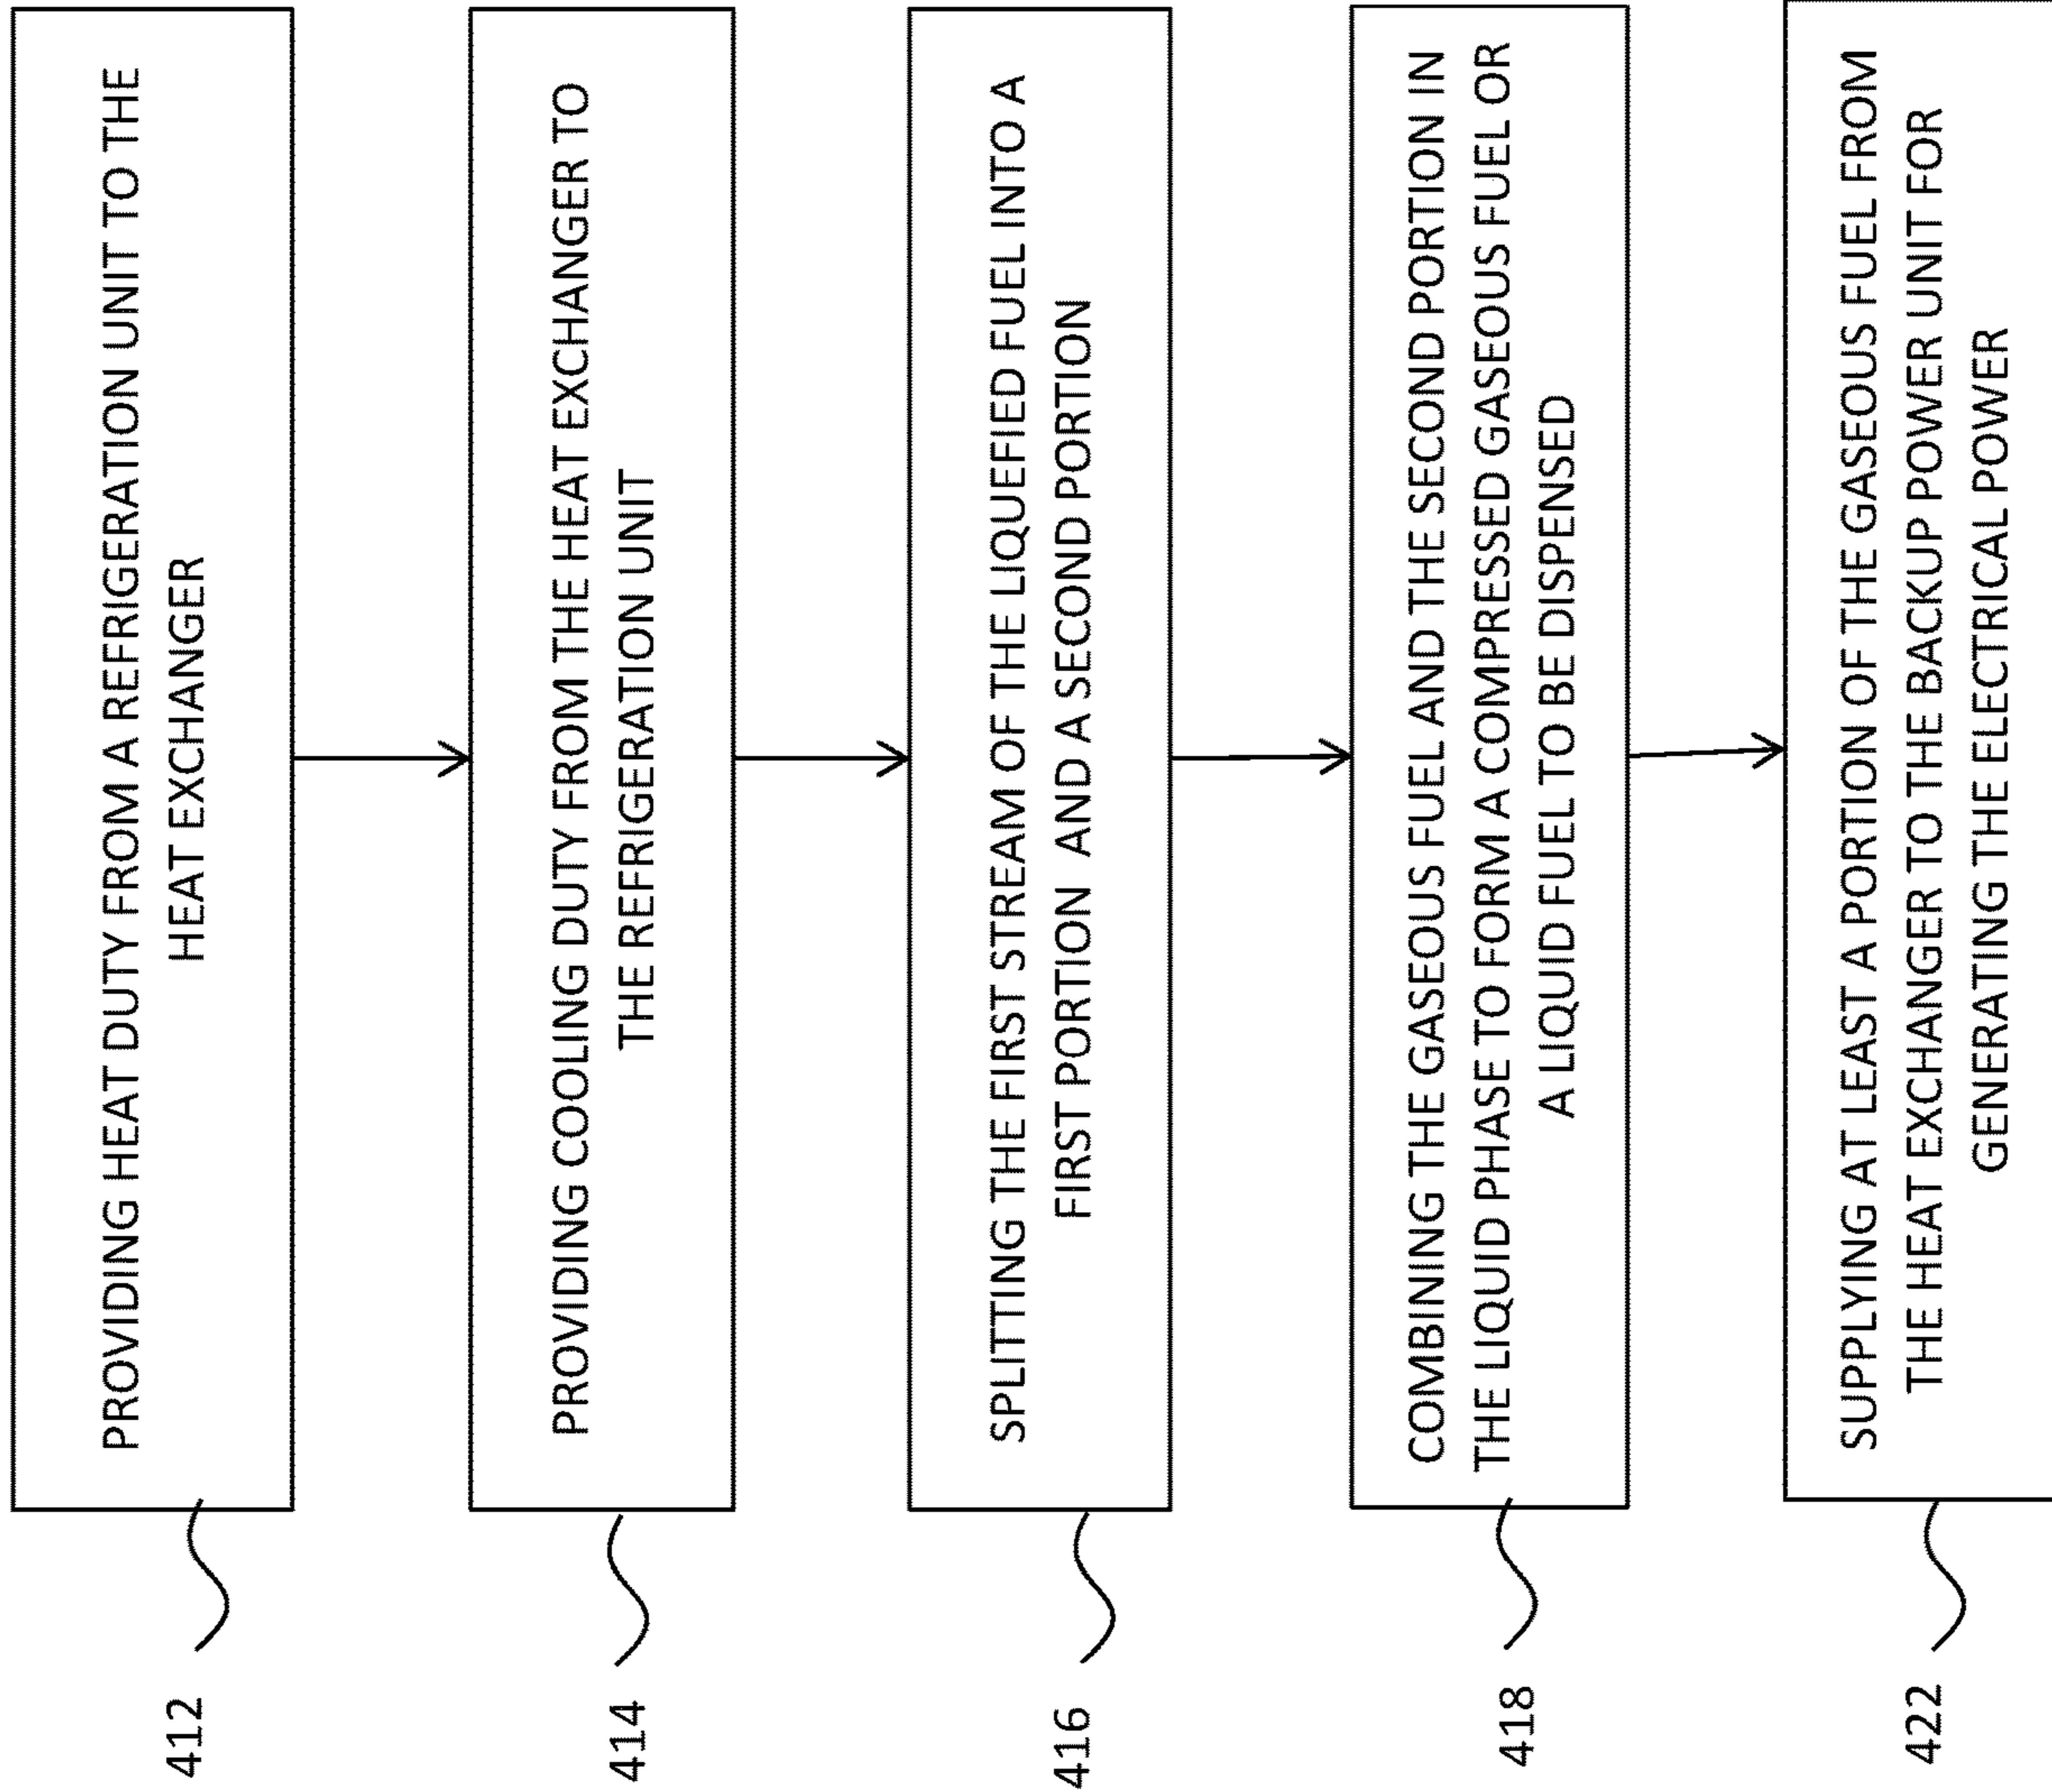 412
PROVIDING HEAT DUTY FROM A REFRIGERATION UNIT TO THE
HEAT EXCHANGER
414
PROVIDING COOLING DUTY FROM THE HEAT EXCHANGER TO
THE REFRIGERATION UNIT
416
SPLITTING THE FIRST STREAM OF THE LIQUEFIED FUEL INTO A
FIRST PORTION AND A SECOND PORTION
418
COMBINING THE GASEOUS FUEL AND THE SECOND PORTION IN
THE LIQUID PHASE TO FORM A COMPRESSED GASEOUS FUEL OR
A LIQUID FUEL TO BE DISPENSED
422
SUPPLYING AT LEAST A PORTION OF THE GASEOUS FUEL FROM
THE HEAT EXCHANGER TO THE BACKUP POWER UNIT FOR
GENERATING THE ELECTRICAL POWER